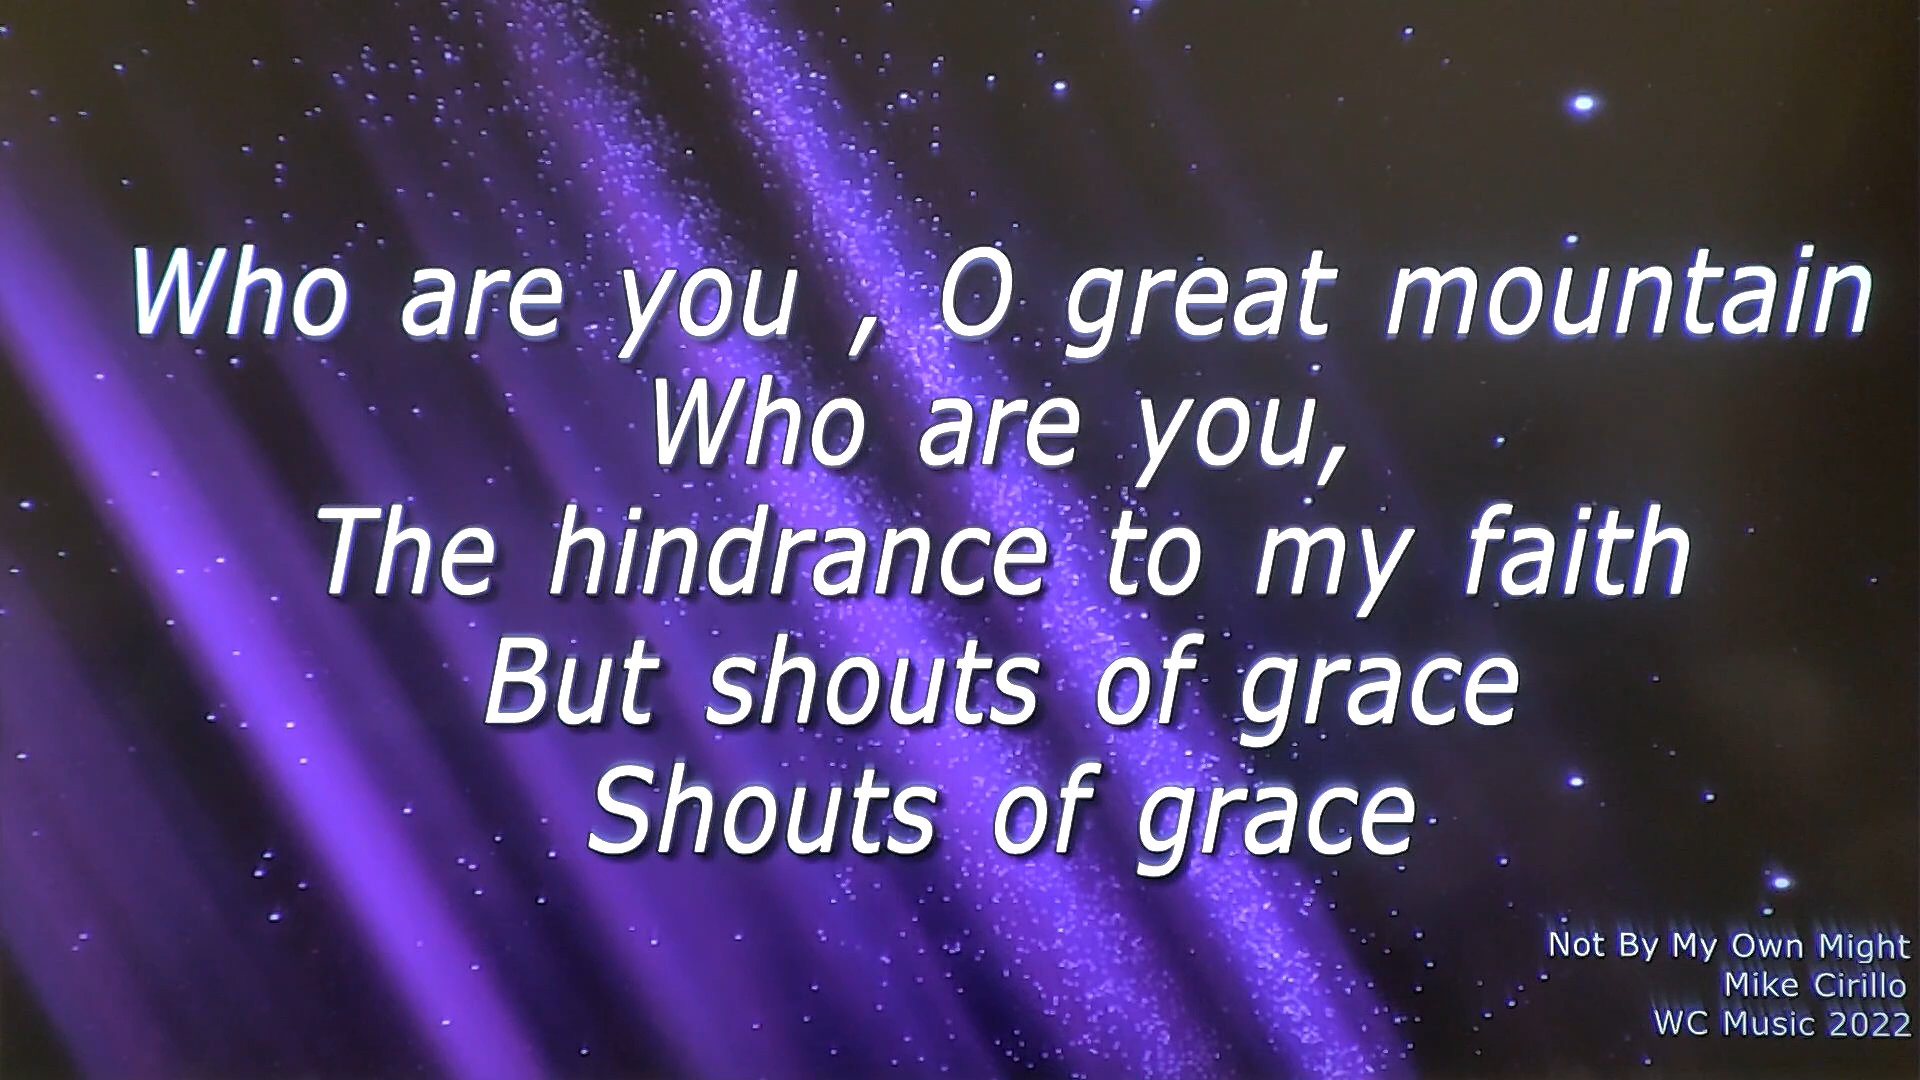 Who are you , O great mountain
Who are you,
The hindrance to my faith
But shouts of grace
Shouts of grace
Not By My Own Might
Mike Cirillo
WC Music 2022